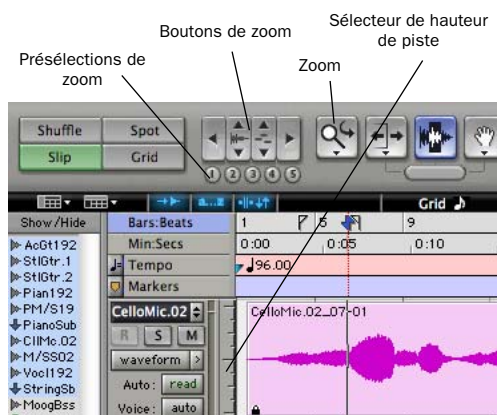 Sélecteur de hauteur
de piste
Boutons de zoom
Présélections de
zoom
Zoom
Shuffle Spot
Slip Grid
1 2 3 4 5
a...z
Grid
Show/Hide
Bars:Beats 1 5 9
Min:Secs 0:00 0:05 0:10
Tempo 96.00
Markers
AcGt192
StlGtr.1
StlGtr.2
Pian192
PM/S19
PianoSub
CllMc.02
M/SS02
Vocl192
StringSb
MoogBss
CelloMic.02
R S M
waveform
Auto: read
Voice: auto
CelloMic.02_07-01